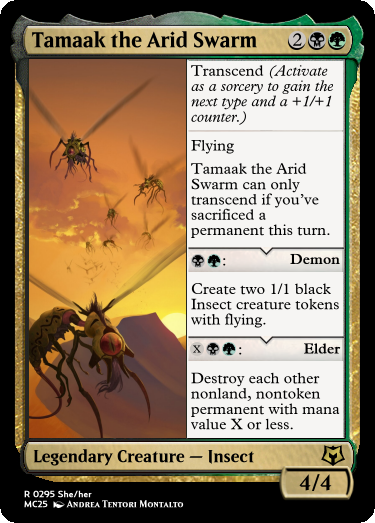 Tamaak the Arid Swarm 2
Transcend (Activate
as a sorcery to gain the
next type and a +1/+1
counter.)
Flying
Tamaak the Arid
Swarm can only
transcend if you've
sacrificed a
permanent this turn.
: Demon
Create two 1/1 black
Insect creature tokens
with flying.
X : Elder
Destroy each other
nonland, nontoken
permanent with mana
value X or less.
Legendary Creature — Insect
4/4
R 0295 She/her
MC25 Andrea Tentori Montalto